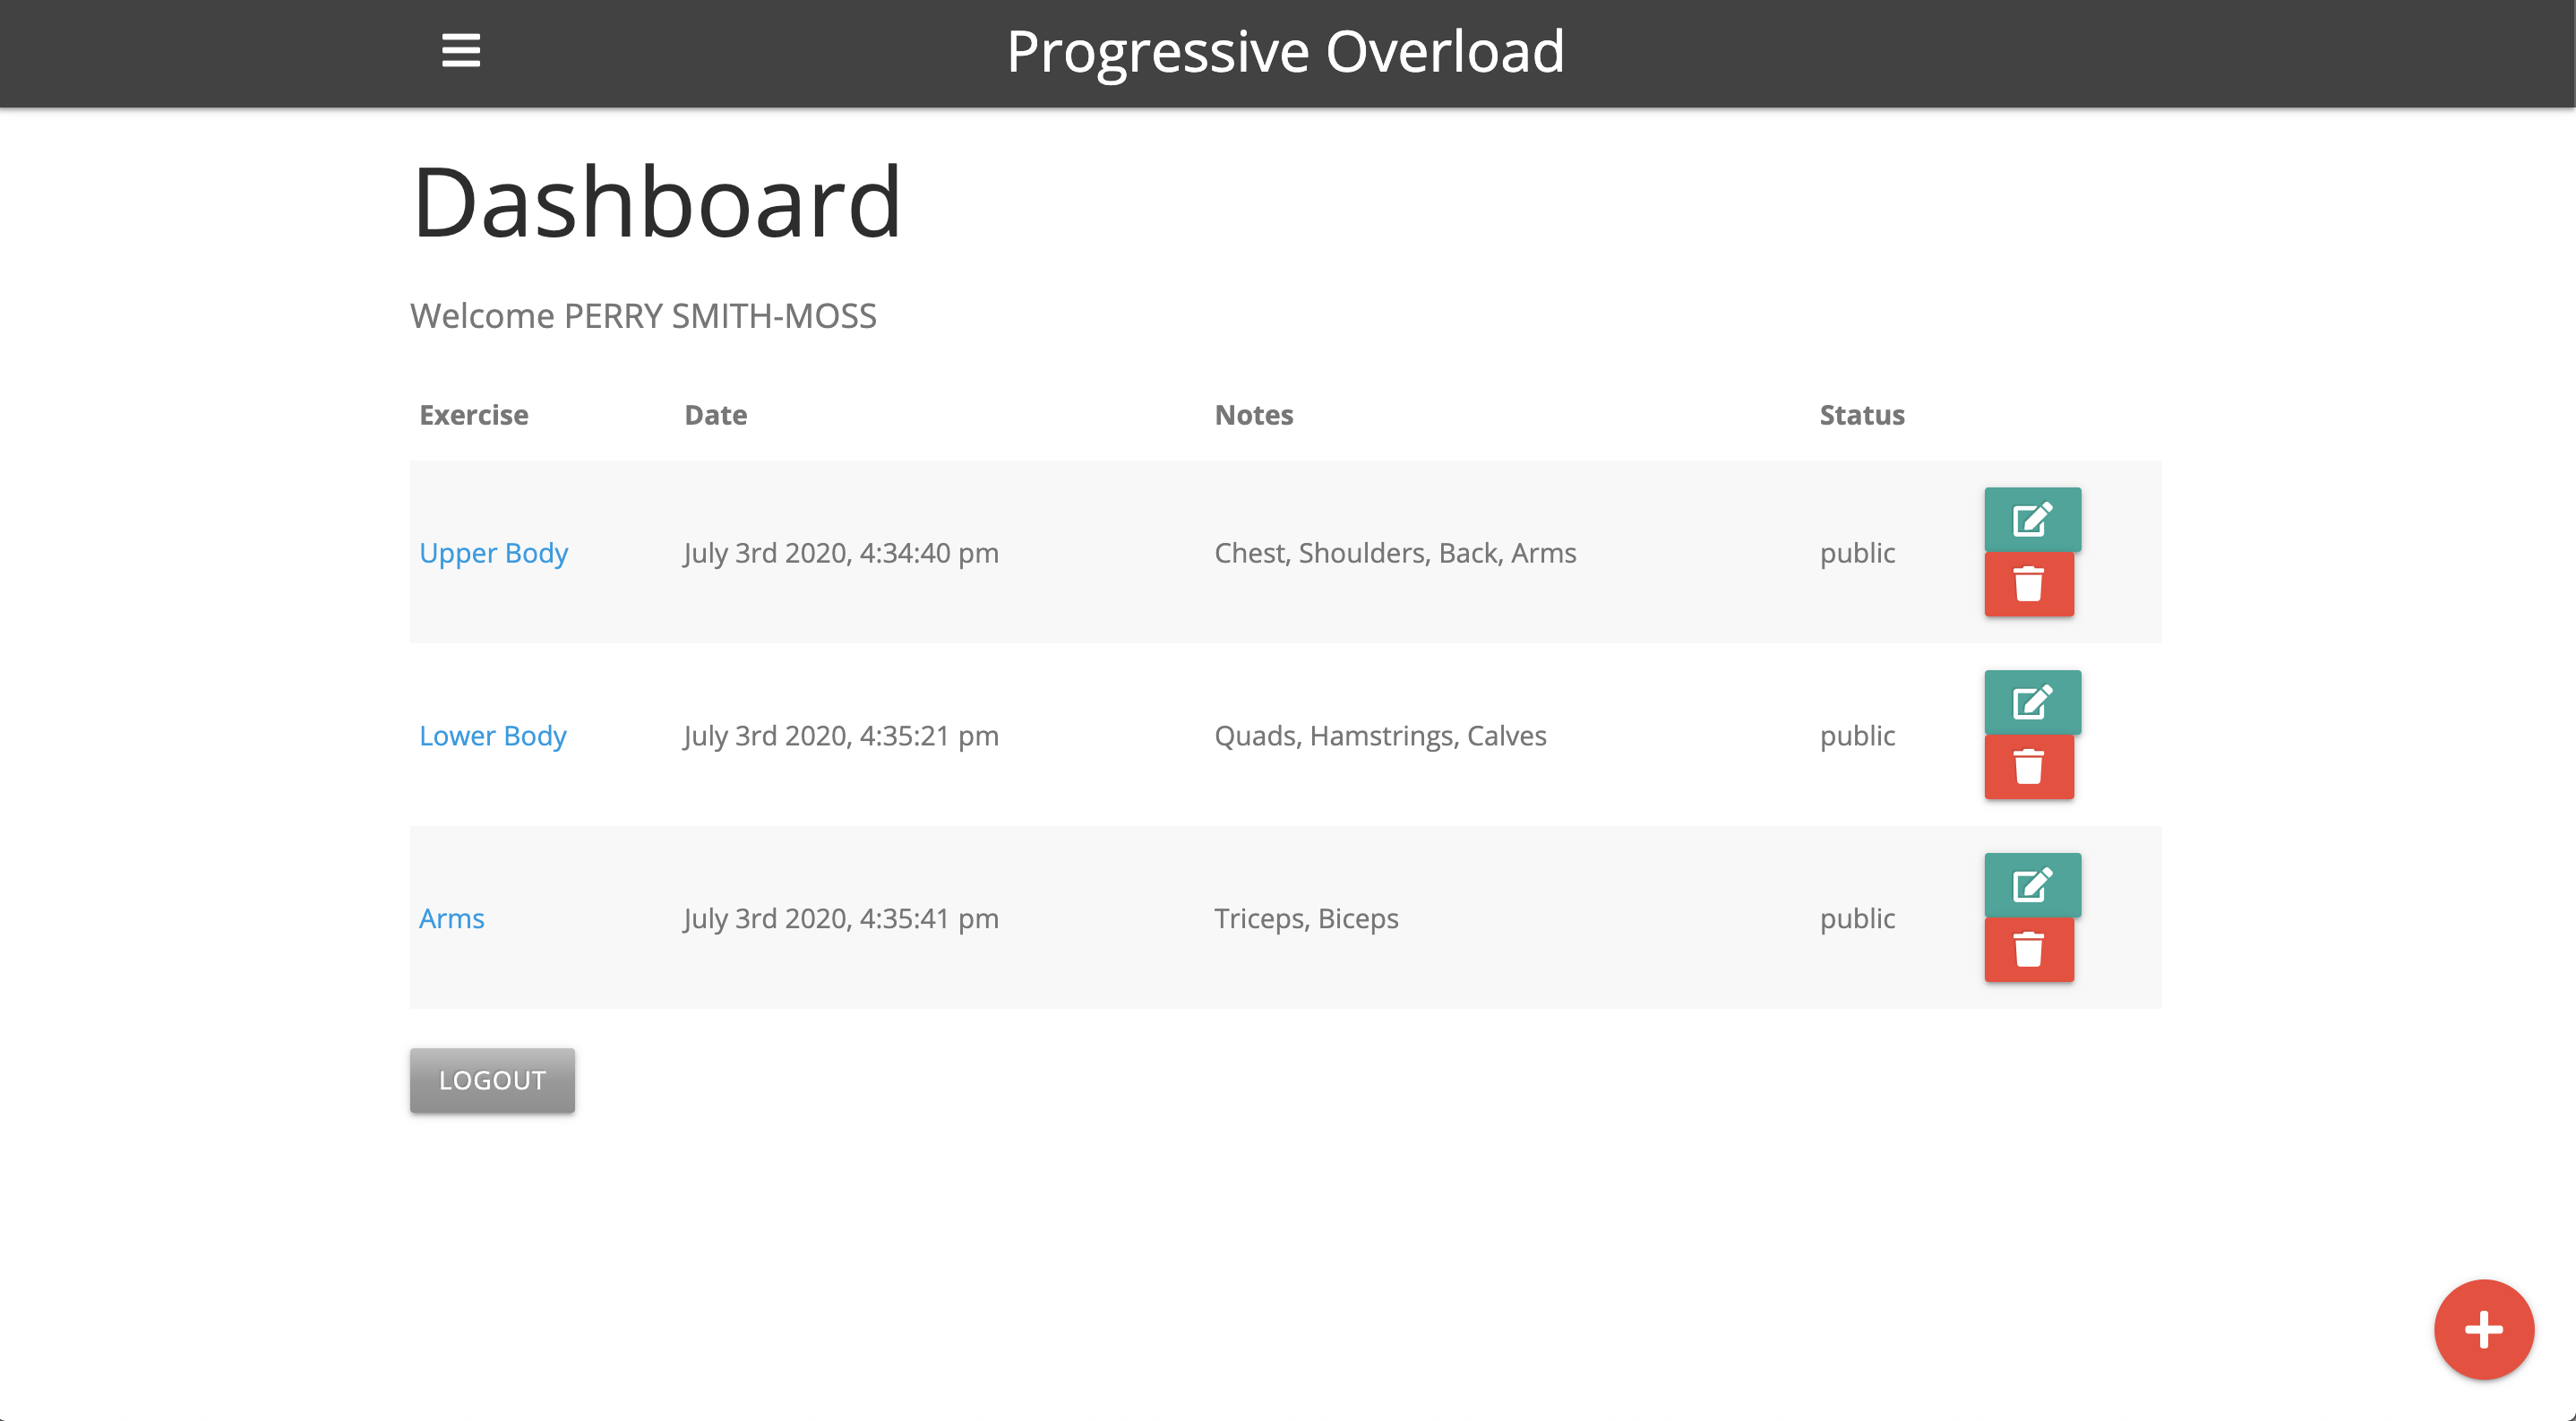 Progressive Overload
Dashboard
Welcome PERRY SMITH-MOSS
Exercise Date Notes Status
Upper Body July 3rd 2020, 4:34:40 pm Chest, Shoulders, Back, Arms public
Lower Body July 3rd 2020, 4:35:21 pm Quads, Hamstrings, Calves public
Arms July 3rd 2020, 4:35:41 pm Triceps, Biceps public
LOGOUT